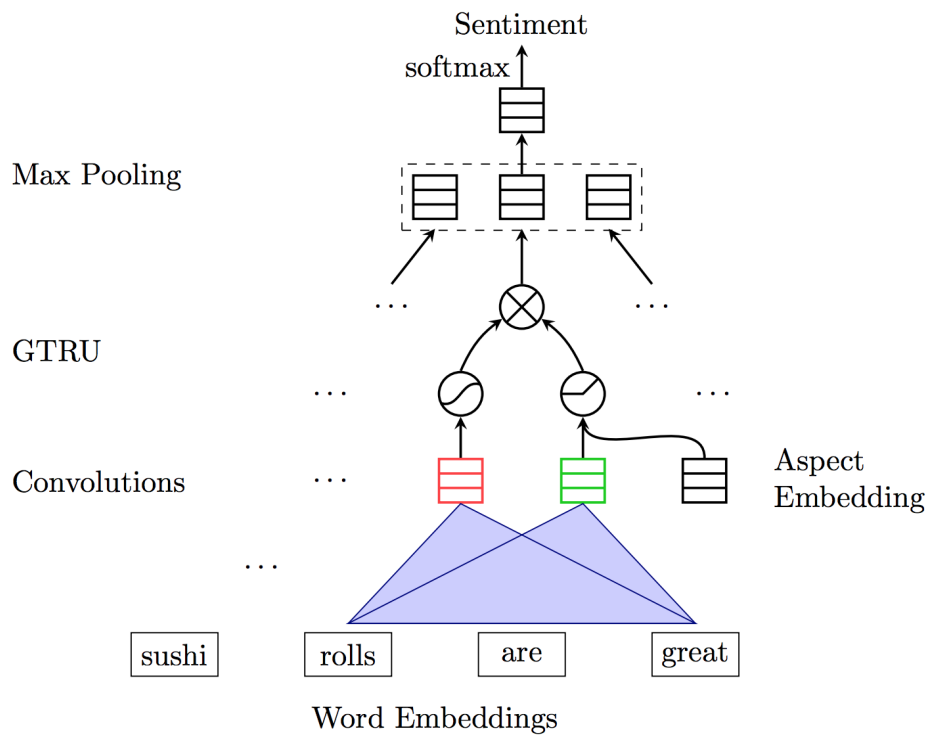 Sentiment
softmax
Max Pooling
... ...
GTRU
... ...
Convolutions ...
Aspect
Embedding
...
sushi rolls are great
Word Embeddings